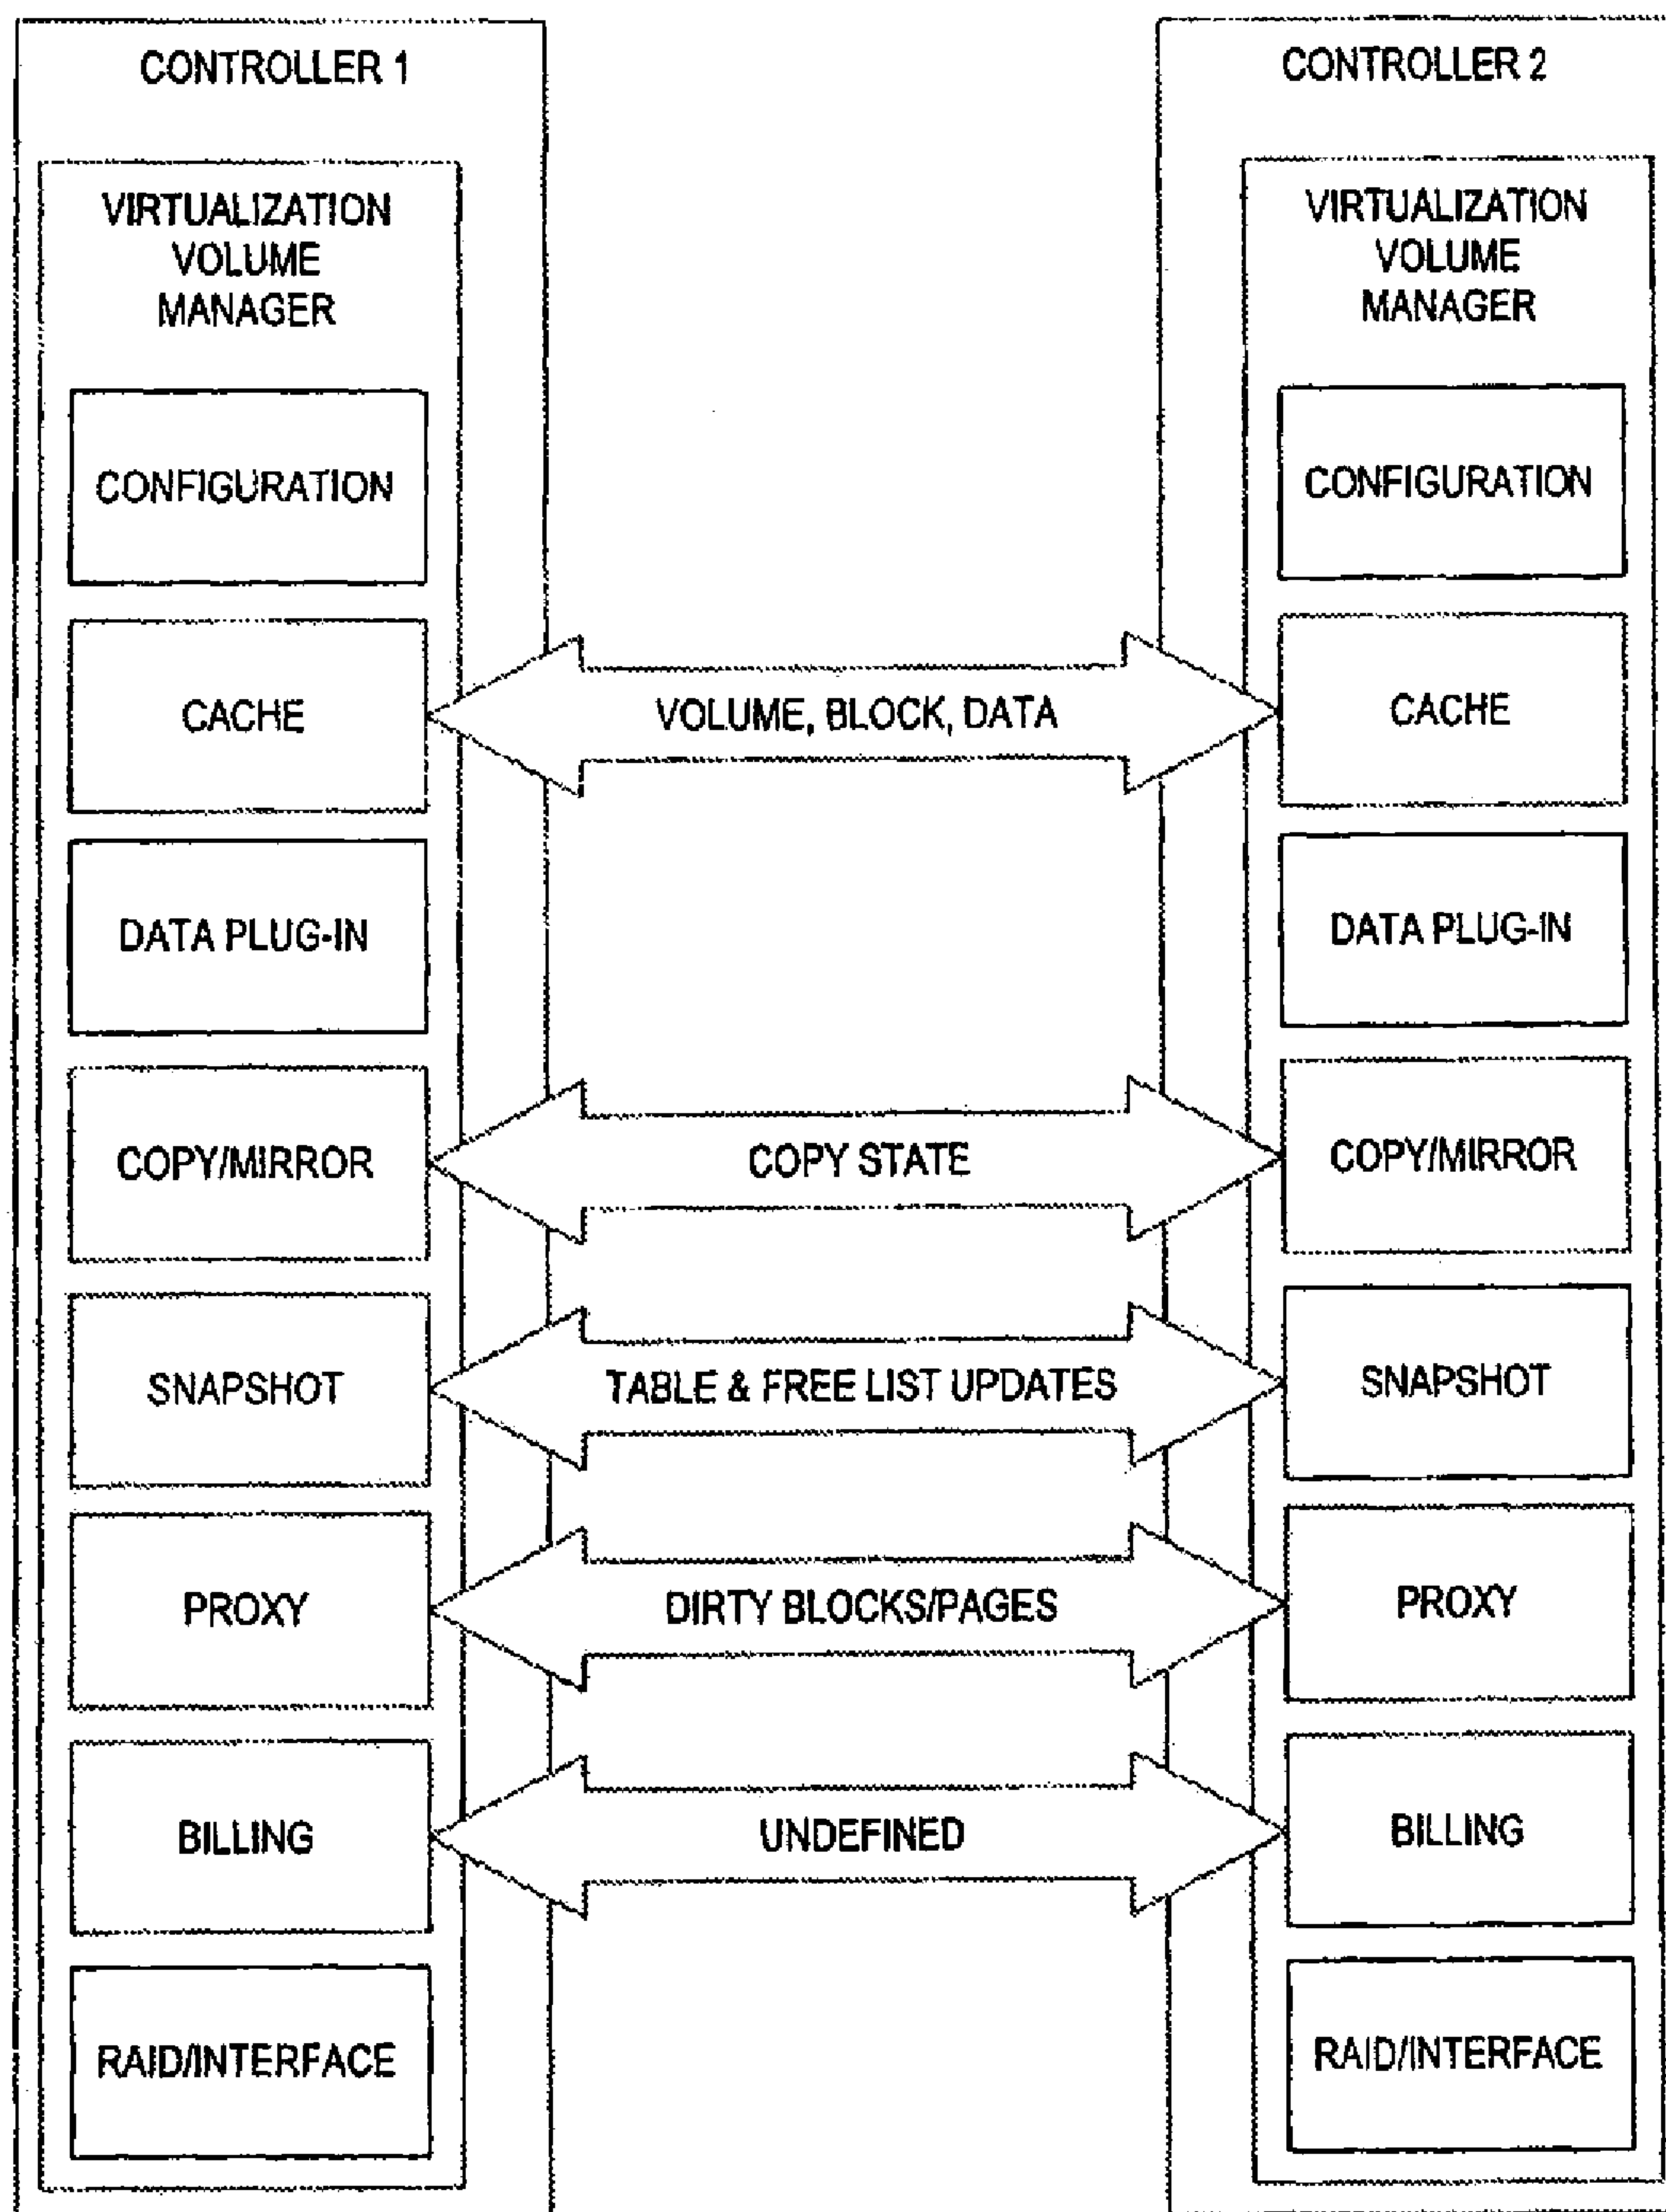 CONTROLLER 1
CONTROLLER 2
VIRTUALIZATION
VOLUME
MANAGER
VIRTUALIZATION
VOLUME
MANAGER
CONFIGURATION
CONFIGURATION
CACHE
VOLUME, BLOCK, DATA
CACHE
DATA PLUG-IN
DATA PLUG-IN
COPY/MIRROR
COPY STATE
COPY/MIRROR
SNAPSHOT
TABLE & FREE LIST UPDATES
SNAPSHOT
PROXY
DIRTY BLOCKS/PAGES
PROXY
BILLING
UNDEFINED
BILLING
RAID/INTERFACE
RAID/INTERFACE